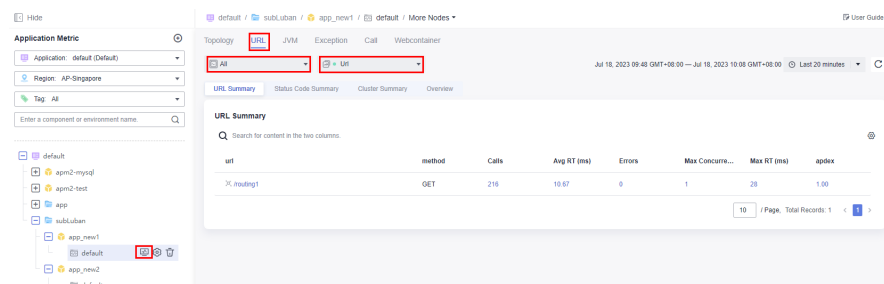 Hide
default / subLuban / app_new1 / default / More Nodes
User Guide
Application Metric
Topology URL JVM Exception Call Webcontainer
Application: default (Default)
All
Url
Jul 18, 2023 09:48 GMT+08:00 — Jul 18, 2023 10:08 GMT+08:00 Last 20 minutes
Region: AP-Singapore
Tag: All
URL Summary Status Code Summary Cluster Summary Overview
Enter a component or environment name.
URL Summary
Search for content in the two columns.
default
apm2-mysql
apm2-test
app
subLuban
app_new1
default
app_new2
url method Calls Avg RT (ms) Errors Max Concurre... Max RT (ms) apdex
/routing1 GET 216 10.67 0 1 28 1.00
10 / Page, Total Records: 1 < 1 >